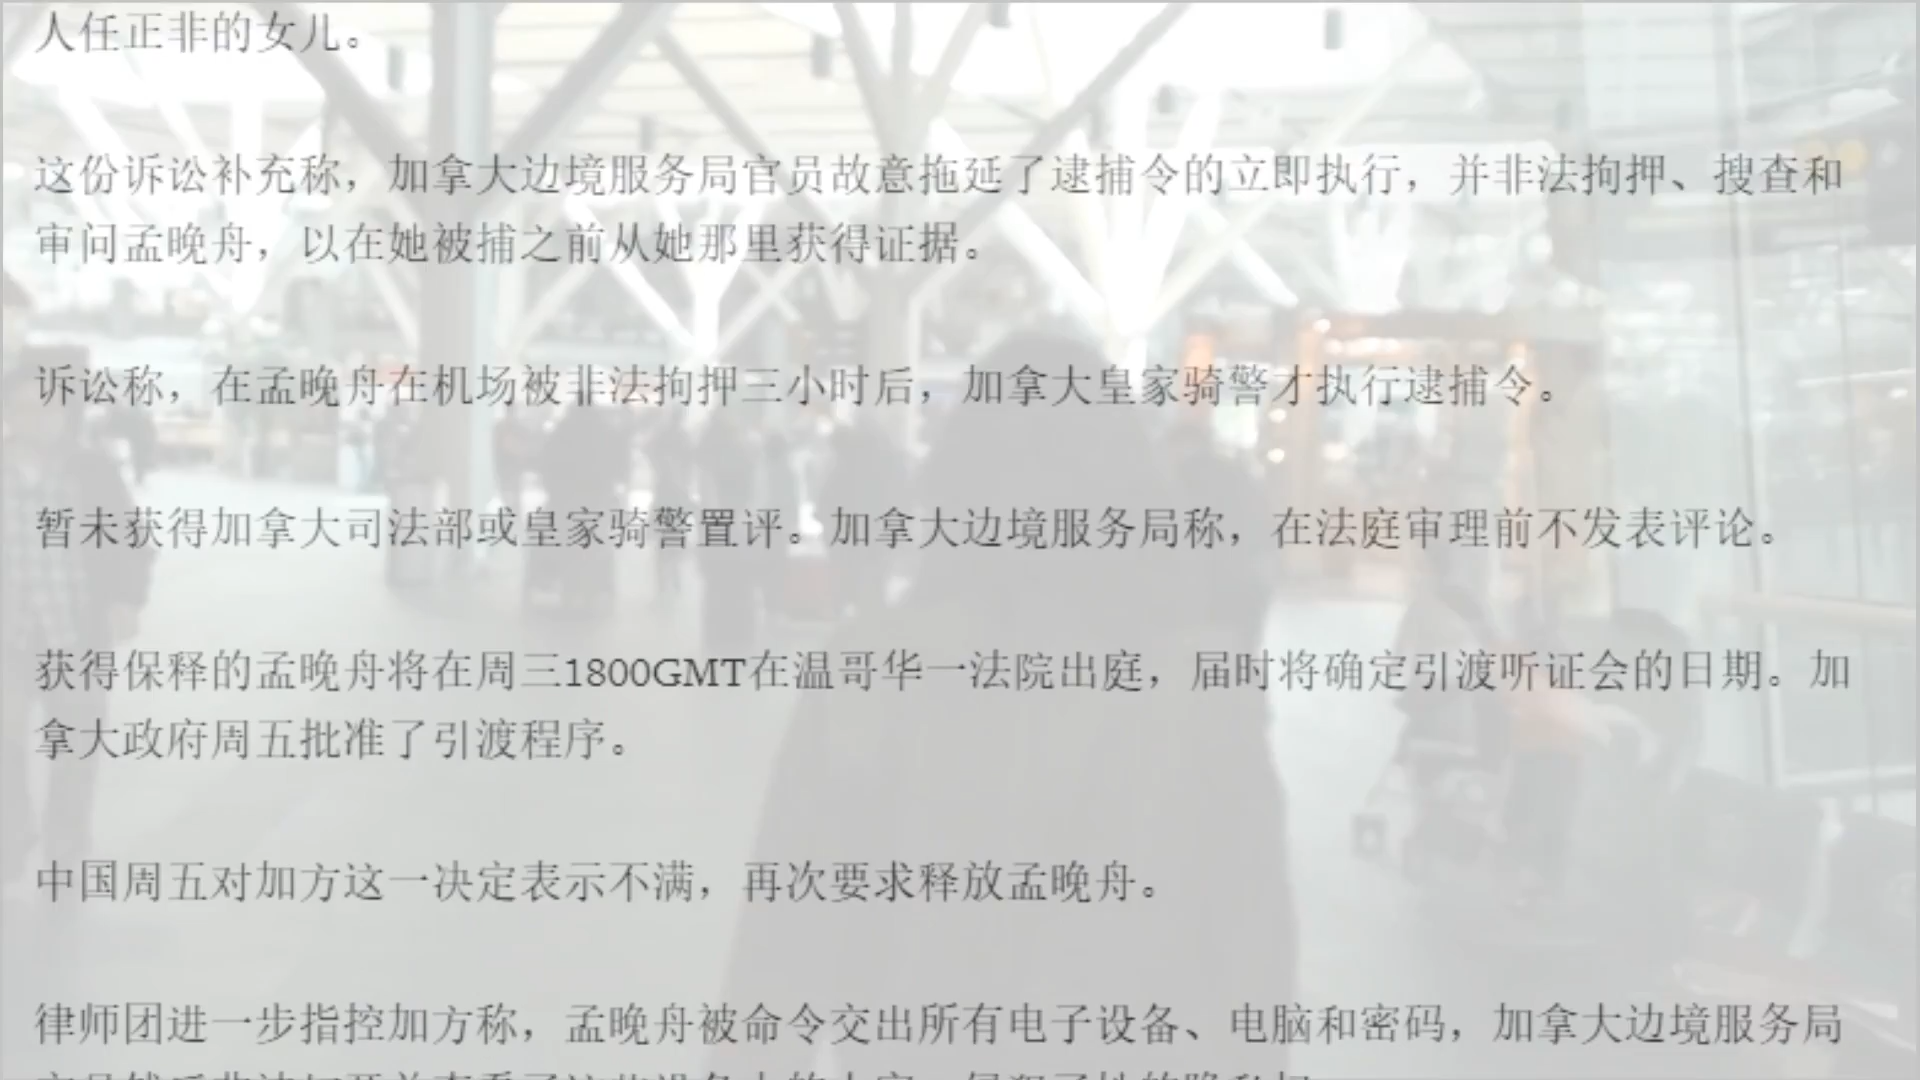 人任正非的女儿。
这份诉讼补充称，加拿大边境服务局官员故意拖延了逮捕令的立即执行，并非法拘押、搜查和
审问孟晚舟，以在她被捕之前从她那里获得证据。
诉讼称，在孟晚舟在机场被非法拘押三小时后，加拿大皇家骑警才执行逮捕令。
暂未获得加拿大司法部或皇家骑警置评。加拿大边境服务局称，在法庭审理前不发表评论。
获得保释的孟晚舟将在周三1800GMT在温哥华一法院出庭，届时将确定引渡听证会的日期。加
拿大政府周五批准了引渡程序。
中国周五对加方这一决定表示不满，再次要求释放孟晚舟。
律师团进一步指控加方称，孟晚舟被命令交出所有电子设备、电脑和密码，加拿大边境服务局